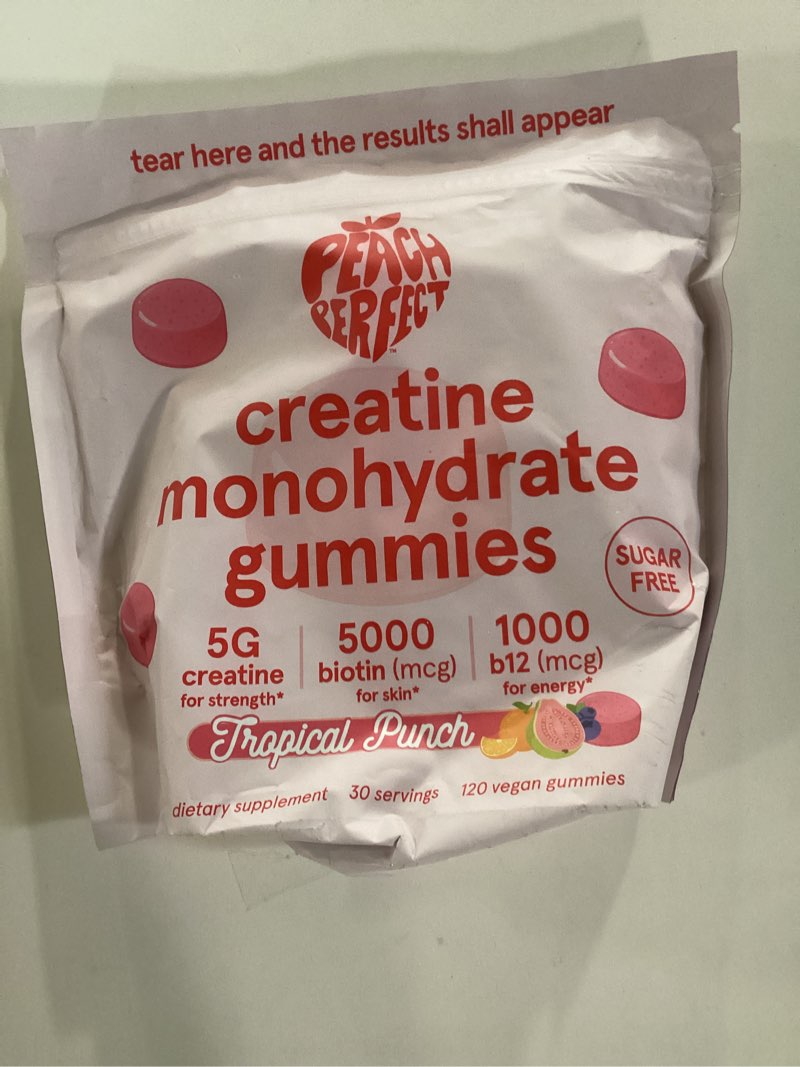 tear here and the results shall appear
PEACH
PERFECT™
creatine
monohydrate
gummies
SUGAR
FREE
5G
creatine
for strength*
5000
biotin (mcg)
for skin*
1000
b12 (mcg)
for energy*
Tropical Punch
dietary supplement 30 servings 120 vegan gummies